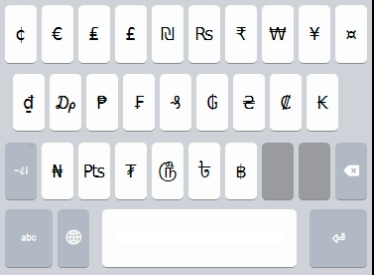 ¢ € ₤ £ ₪ ₨ ₹ ₩ ¥ ¤
₫ ₯ ₱ ₣ ₰ ₲ ₴ ₡ ₭
~£¡ ₦ Pts ₮ ௹ ৳ ฿
abc